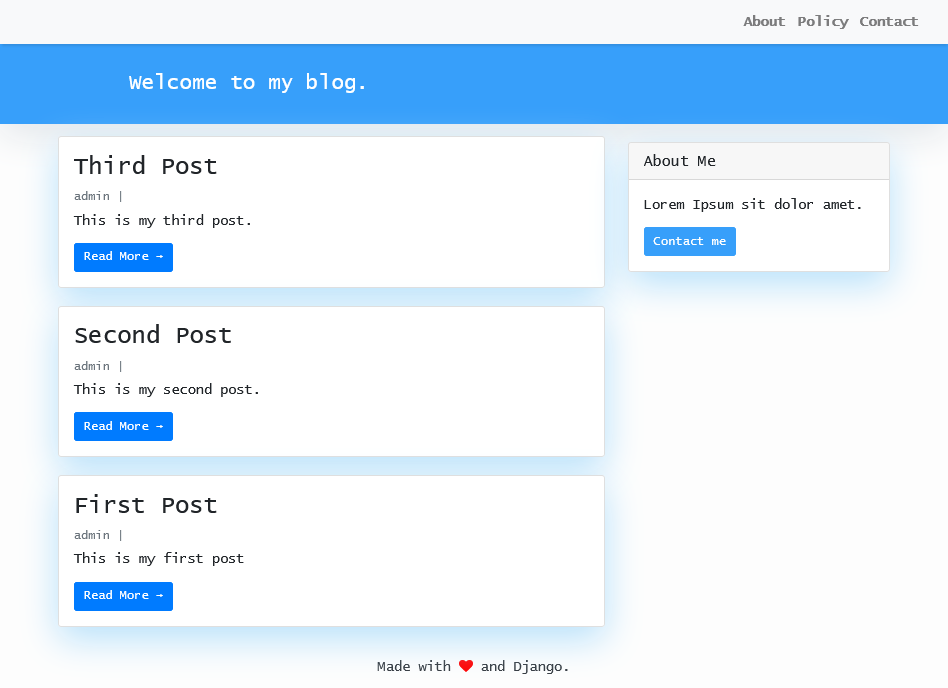 About Policy Contact
Welcome to my blog.
Third Post
admin |
This is my third post.
Read More →
Second Post
admin |
This is my second post.
Read More →
First Post
admin |
This is my first post
Read More →
About Me
Lorem Ipsum sit dolor amet.
Contact me
Made with ❤ and Django.